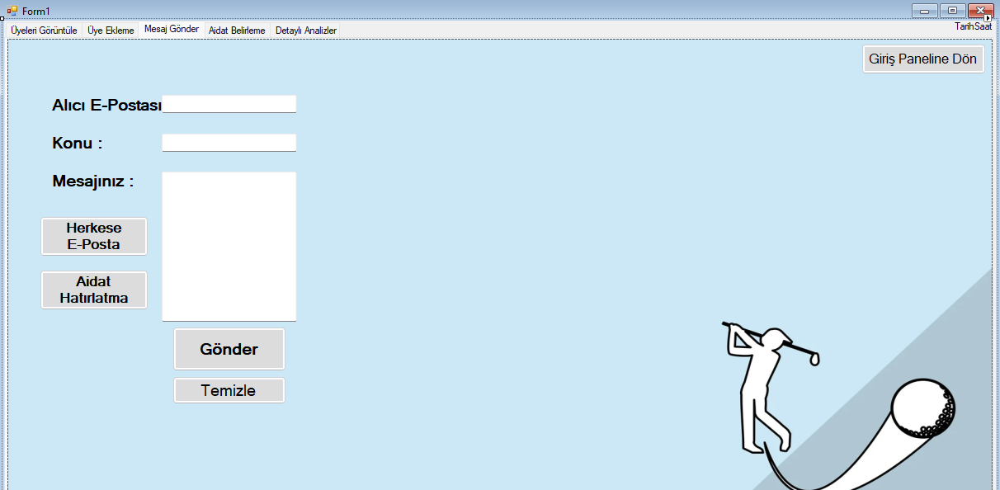 Form1
Üyeleri Görüntüle Üye Ekleme Mesaj Gönder Aidat Belirleme Detaylı Analizler
TarihSaat
Giriş Paneline Dön
Alıcı E-Postası
Konu :
Mesajınız :
Herkese
E-Posta
Aidat
Hatırlatma
Gönder
Temizle